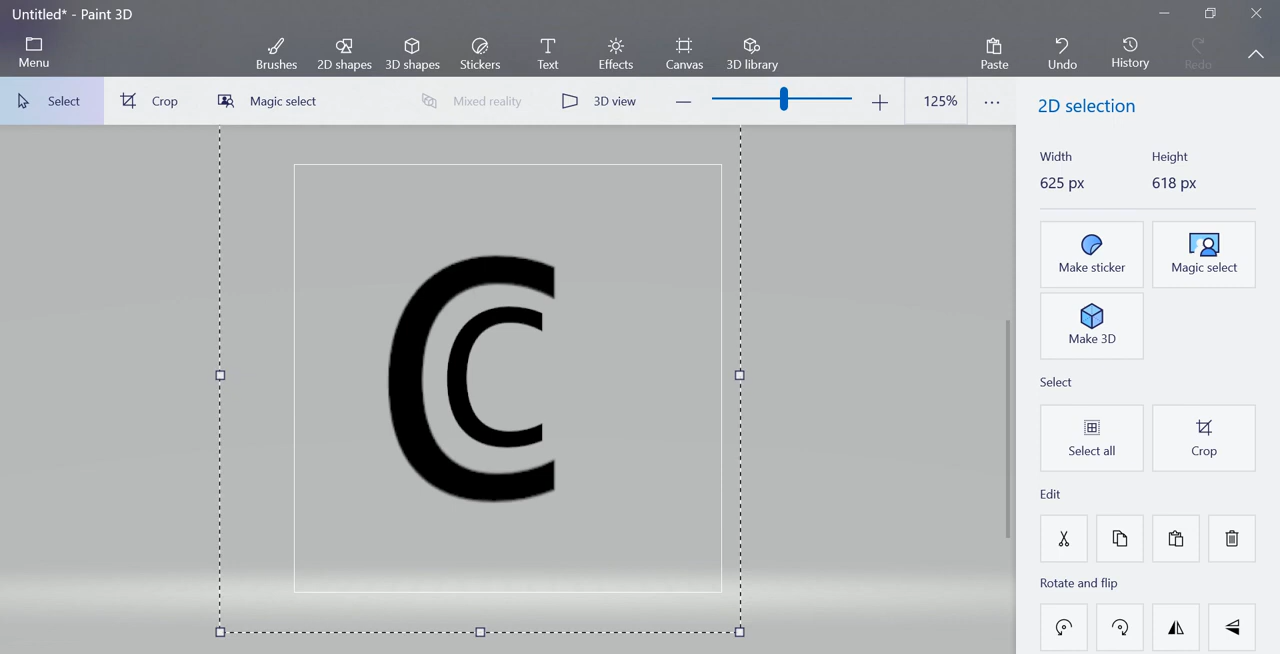 Untitled* - Paint 3D
Menu
Brushes 2D shapes 3D shapes Stickers Text Effects Canvas 3D library Paste Undo History Redo
Select Crop Magic select Mixed reality 3D view 125%
2D selection
Width Height
625 px 618 px
Make sticker Magic select
Make 3D
Select
Select all Crop
Edit
Rotate and flip
C
C